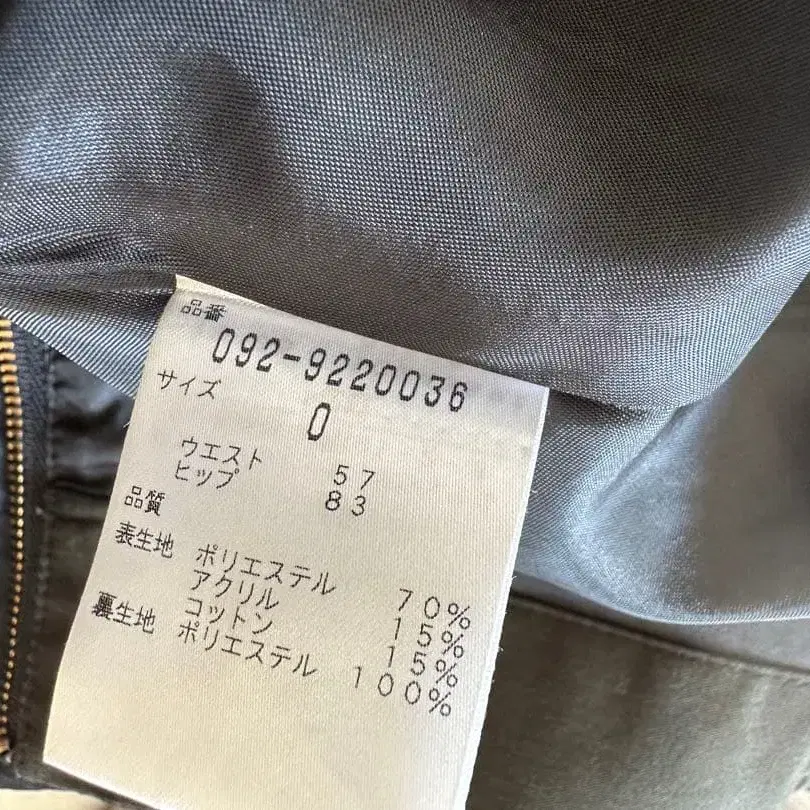 品番
092-9220036
サイズ
0
ウエスト 57
ヒップ 83
品質
表生地 ポリエステル 70%
アクリル 15%
コットン 15%
裏生地 ポリエステル 100%